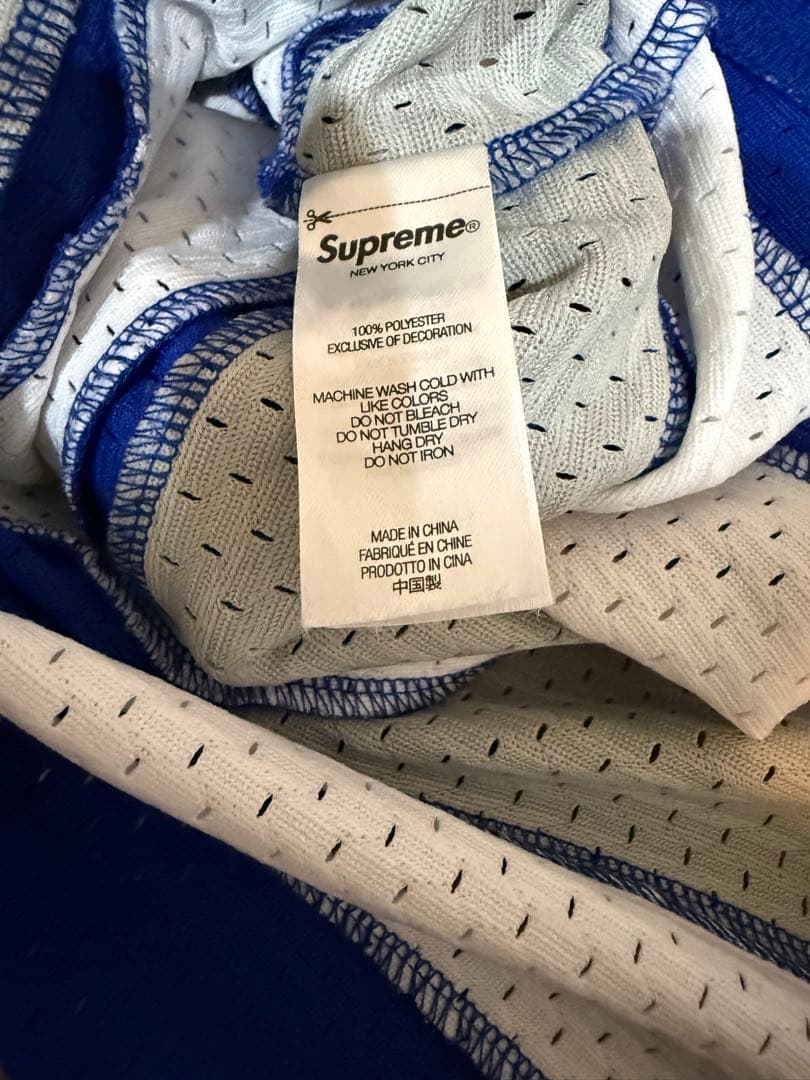 Supreme®
NEW YORK CITY
100% POLYESTER
EXCLUSIVE OF DECORATION
MACHINE WASH COLD WITH
LIKE COLORS
DO NOT BLEACH
DO NOT TUMBLE DRY
HANG DRY
DO NOT IRON
MADE IN CHINA
FABRIQUÉ EN CHINE
PRODOTTO IN CINA
中国製